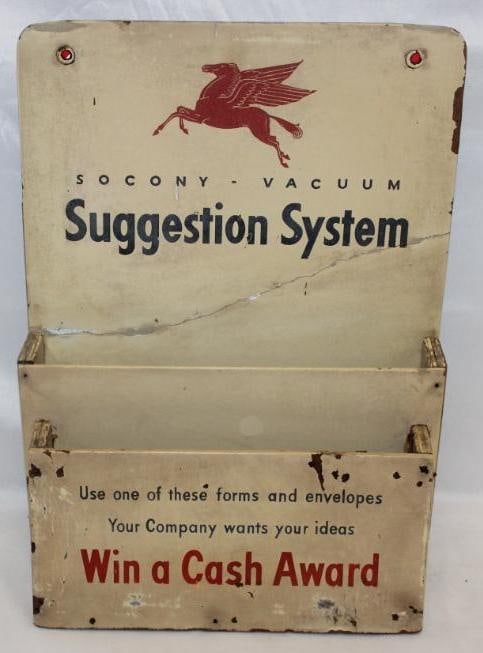 SOCONY - VACUUM
Suggestion System
Use one of these forms and envelopes
Your Company wants your ideas
Win a Cash Award